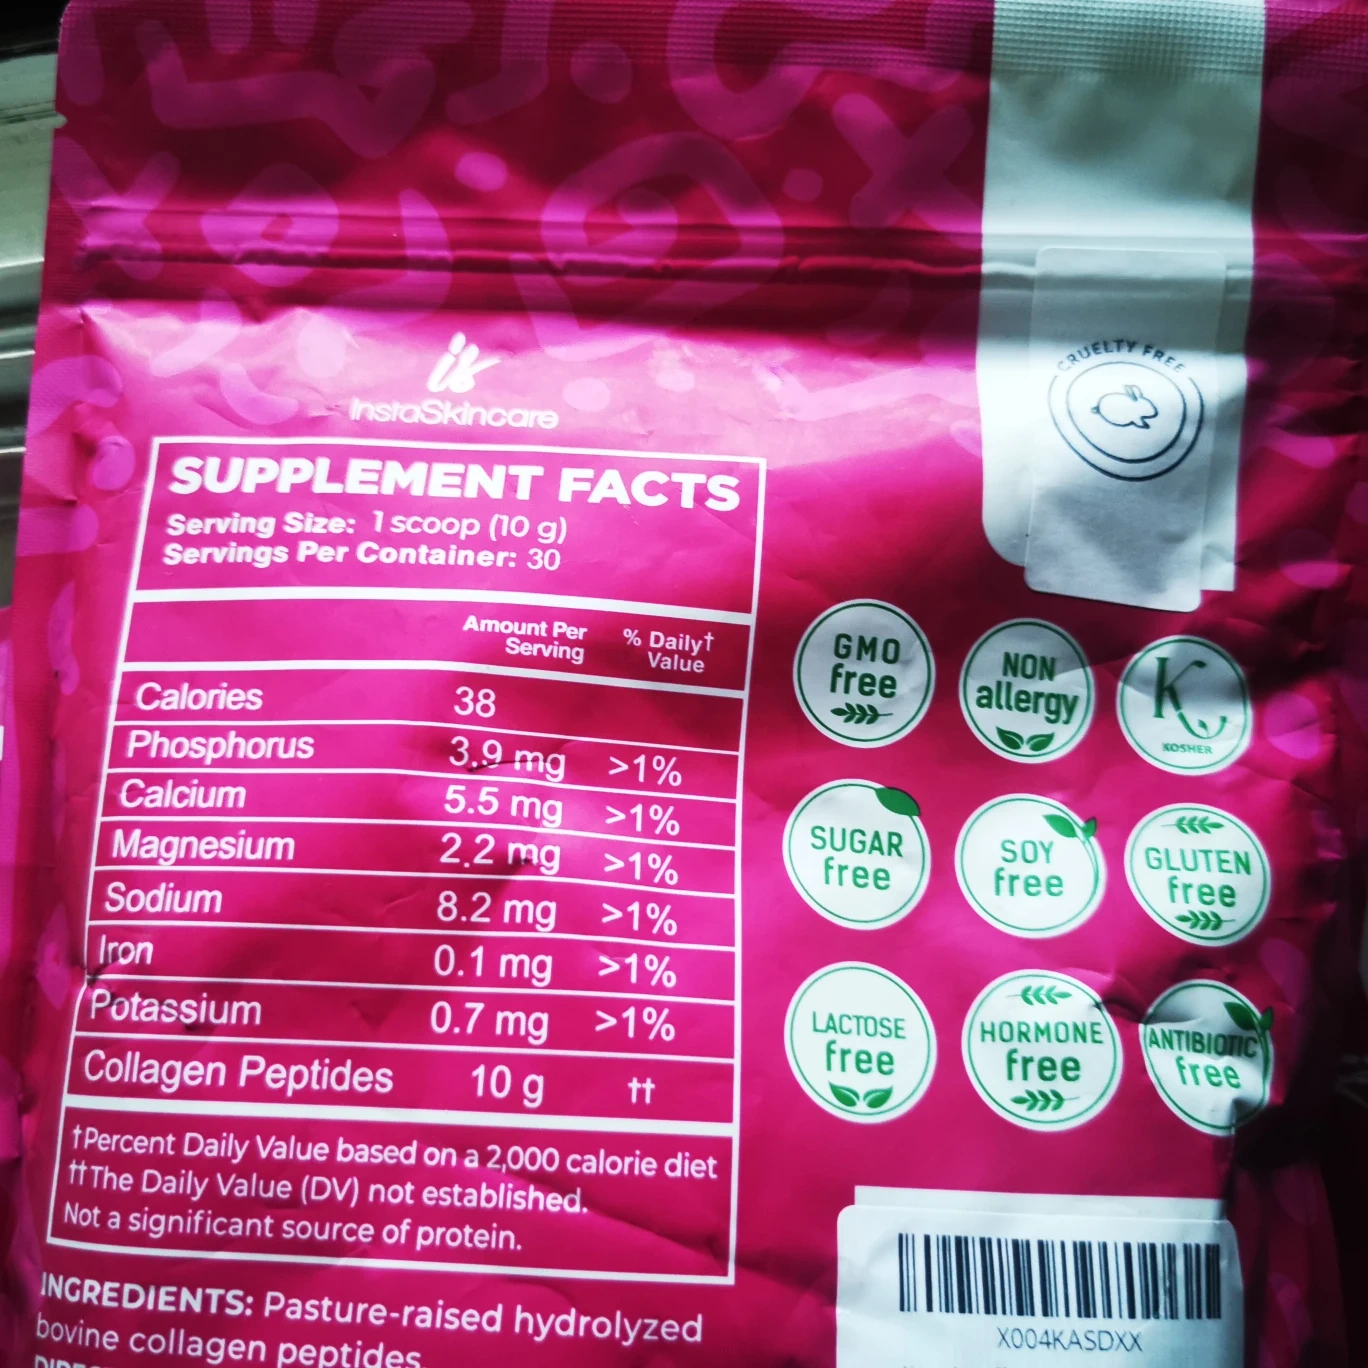 is
InstaSkincare
CRUELTY FREE
SUPPLEMENT FACTS
Serving Size: 1 scoop (10 g)
Servings Per Container: 30
Amount Per
Serving
% Daily†
Value
Calories 38
Phosphorus 3.9 mg >1%
Calcium 5.5 mg >1%
Magnesium 2.2 mg >1%
Sodium 8.2 mg >1%
Iron 0.1 mg >1%
Potassium 0.7 mg >1%
Collagen Peptides 10 g ††
†Percent Daily Value based on a 2,000 calorie diet
††The Daily Value (DV) not established.
Not a significant source of protein.
INGREDIENTS: Pasture-raised hydrolyzed
bovine collagen peptides.
GMO
free
NON
allergy
K
KOSHER
SUGAR
free
SOY
free
GLUTEN
free
LACTOSE
free
HORMONE
free
ANTIBIOTIC
free
X004KASDXX